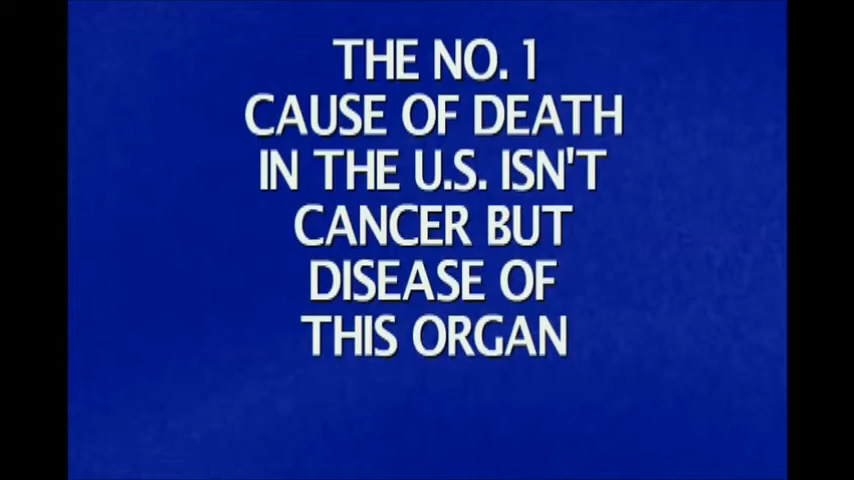 THE NO. 1
CAUSE OF DEATH
IN THE U.S. ISN'T
CANCER BUT
DISEASE OF
THIS ORGAN